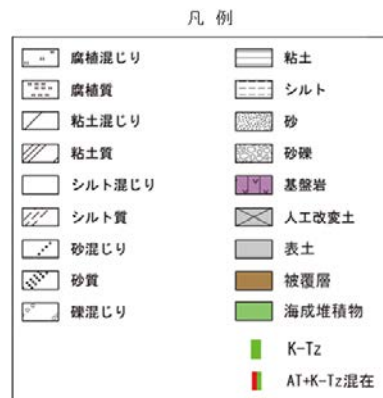 凡 例
腐植混じり
腐植質
粘土混じり
粘土質
シルト混じり
シルト質
砂混じり
砂質
礫混じり
粘土
シルト
砂
砂礫
基盤岩
人工改変土
表土
被覆層
海成堆積物
K-Tz
AT+K-Tz混在